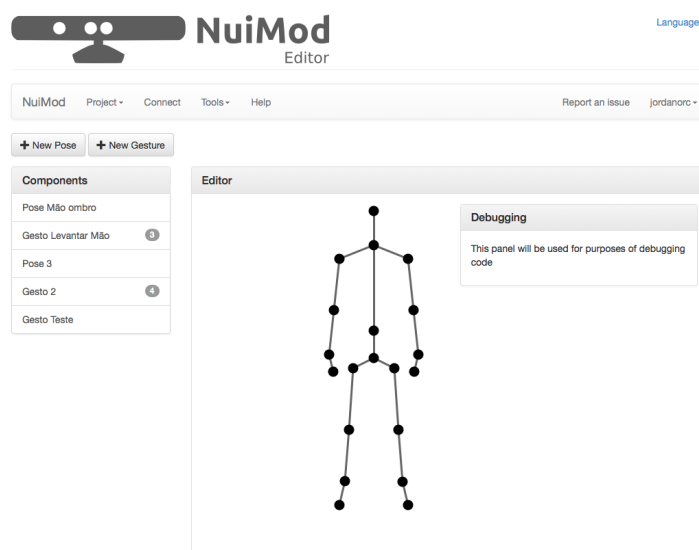 NuiMod
Editor
Language
NuiMod Project Connect Tools Help Report an issue jordanorc
New Pose New Gesture
Components
Pose Mão ombro
Gesto Levantar Mão 3
Pose 3
Gesto 2 4
Gesto Teste
Editor
Debugging
This panel will be used for purposes of debugging
code